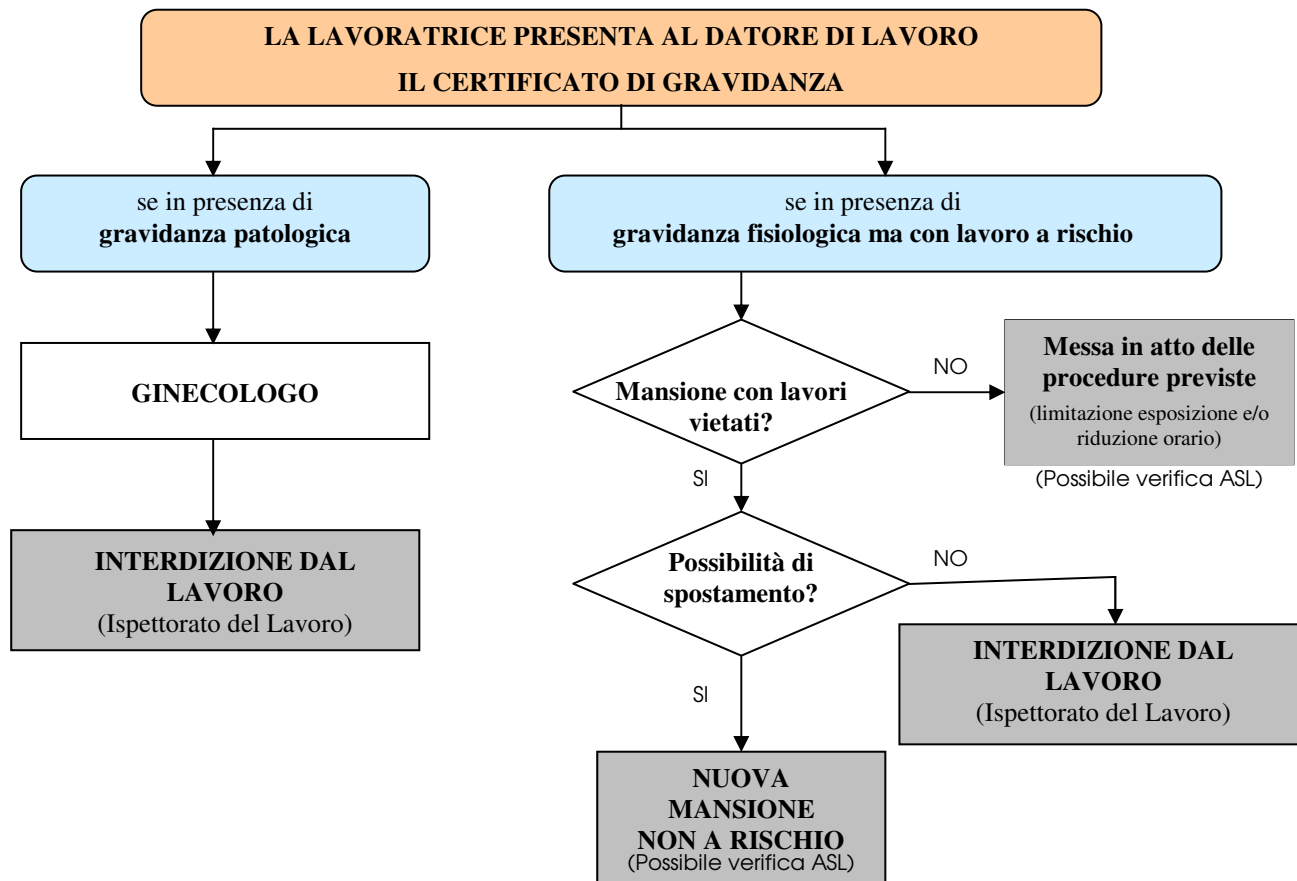 LA LAVORATRICE PRESENTA AL DATORE DI LAVORO
IL CERTIFICATO DI GRAVIDANZA
se in presenza di
gravidanza patologica
se in presenza di
gravidanza fisiologica ma con lavoro a rischio
GINECOLOGO
INTERDIZIONE DAL
LAVORO
(Ispettorato del Lavoro)
Mansione con lavori
vietati?
NO
Messa in atto delle
procedure previste
(limitazione esposizione e/o
riduzione orario)
(Possibile verifica ASL)
SI
Possibilità di
spostamento?
NO
INTERDIZIONE DAL
LAVORO
(Ispettorato del Lavoro)
SI
NUOVA
MANSIONE
NON A RISCHIO
(Possibile verifica ASL)